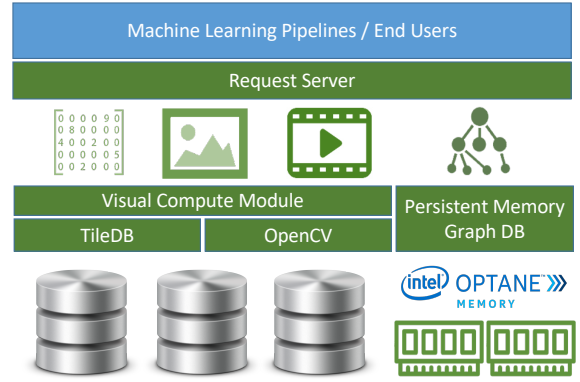 Machine Learning Pipelines / End Users
Request Server
0 0 0 0 9 0
0 8 0 0 0 0
4 0 0 2 0 0
0 0 0 0 0 5
0 0 2 0 0 0
Visual Compute Module
TileDB
OpenCV
Persistent Memory
Graph DB
intel OPTANE™
MEMORY